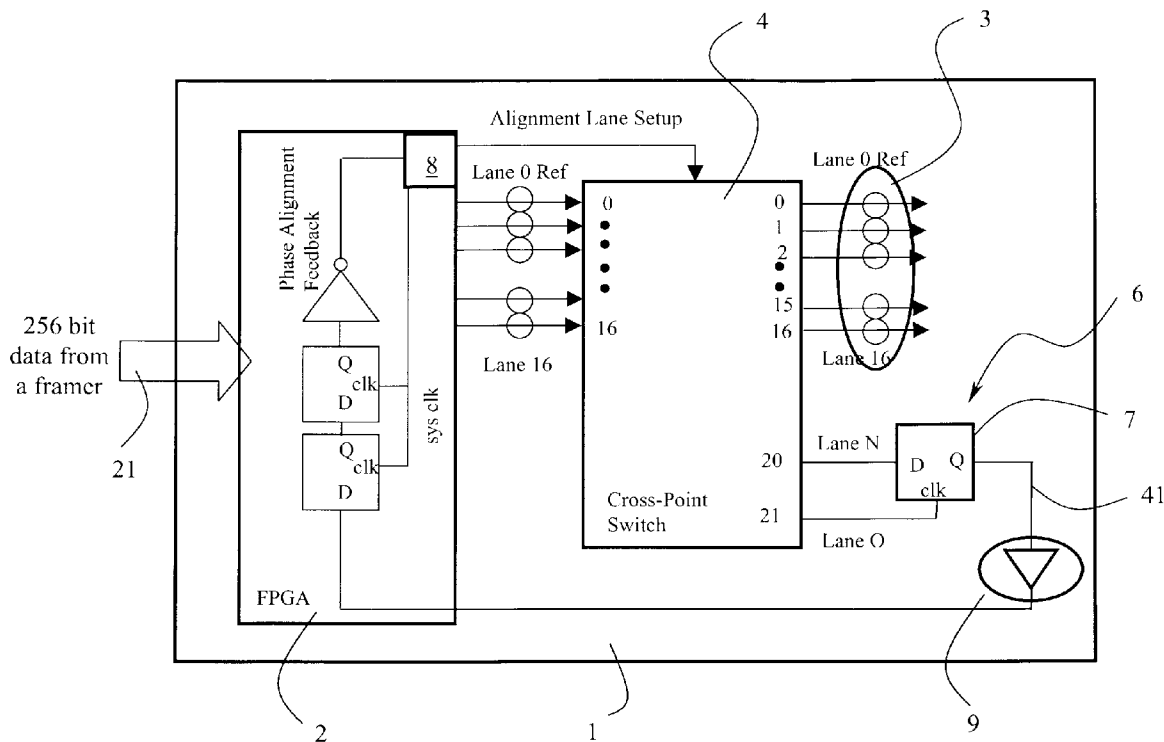 4
3
Alignment Lane Setup
8
Lane 0 Ref
Lane 0 Ref
Phase Alignment
Feedback
0
0
1
2
15
16
16
Lane 16
Lane 16
256 bit
data from
a framer
21
Q
clk
D
Q
clk
D
sys clk
6
7
Lane N
20
D
Q
clk
41
Cross-Point
Switch
21
Lane O
FPGA
2
1
9